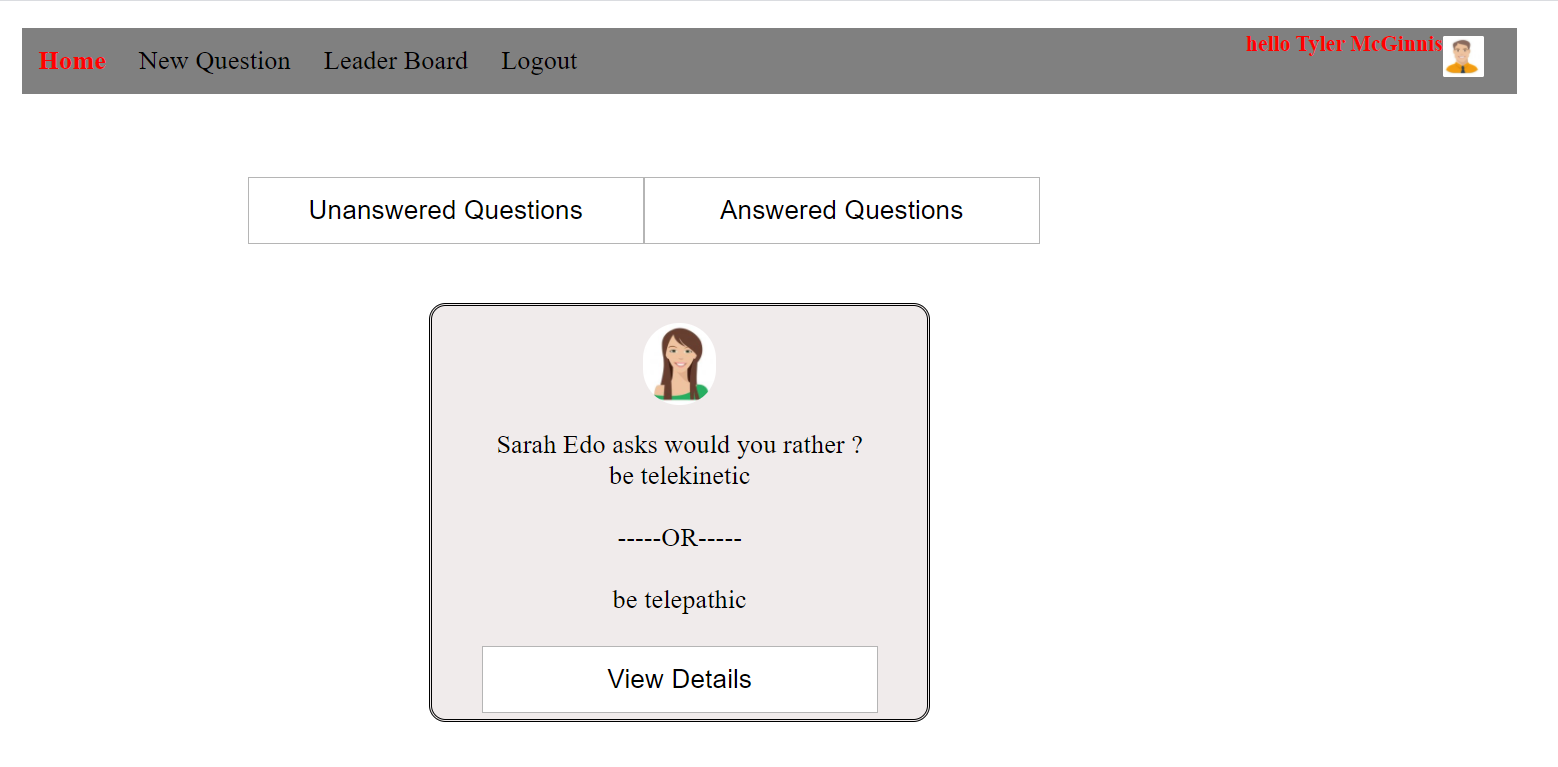 Home New Question Leader Board Logout hello Tyler McGinnis
Unanswered Questions Answered Questions
Sarah Edo asks would you rather ?
be telekinetic
-----OR-----
be telepathic
View Details